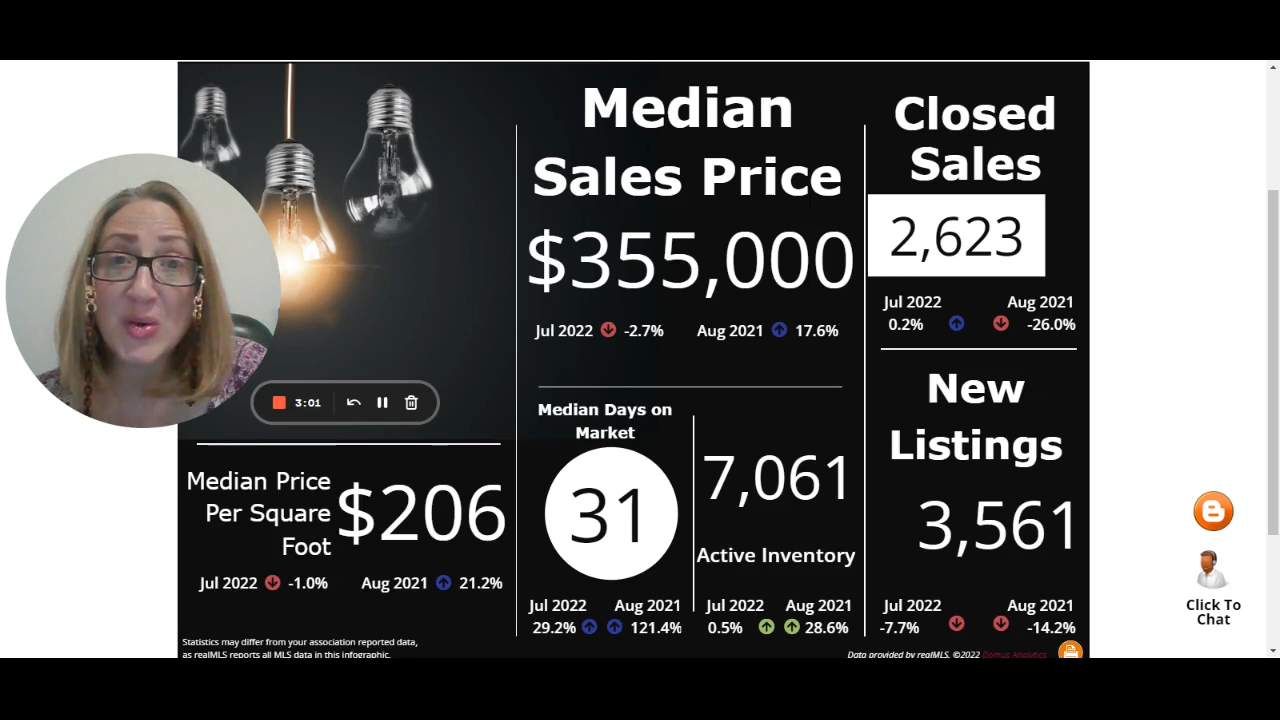 Median
Sales Price
$355,000
Jul 2022 -2.7% Aug 2021 17.6%
Closed
Sales
2,623
Jul 2022 Aug 2021
0.2% -26.0%
3:01
Median Price
Per Square
Foot
$206
Jul 2022 -1.0% Aug 2021 21.2%
Median Days on
Market
31
Jul 2022 Aug 2021
29.2% 121.4%
7,061
Active Inventory
Jul 2022 Aug 2021
0.5% 28.6%
New
Listings
3,561
Jul 2022 Aug 2021
-7.7% -14.2%
Statistics may differ from your association reported data,
as realMLS reports all MLS data in this infographic.
Data provided by realMLS. ©2022 Domus Analytics
Click To
Chat